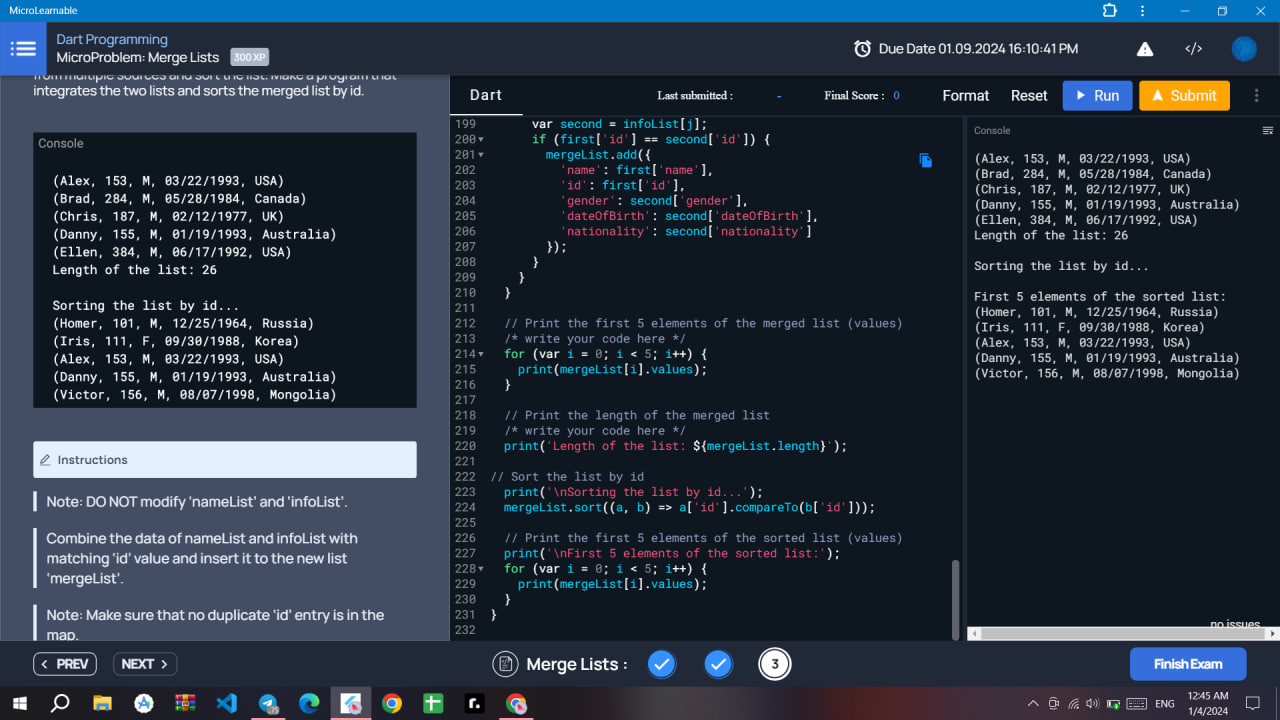 MicroLearnable
Dart Programming
MicroProblem: Merge Lists 300 XP
Due Date 01.09.2024 16:10:41 PM
</>
from multiple sources and sort the list. Make a program that
integrates the two lists and sorts the merged list by id.
Console
(Alex, 153, M, 03/22/1993, USA)
(Brad, 284, M, 05/28/1984, Canada)
(Chris, 187, M, 02/12/1977, UK)
(Danny, 155, M, 01/19/1993, Australia)
(Ellen, 384, M, 06/17/1992, USA)
Length of the list: 26
Sorting the list by id...
(Homer, 101, M, 12/25/1964, Russia)
(Iris, 111, F, 09/30/1988, Korea)
(Alex, 153, M, 03/22/1993, USA)
(Danny, 155, M, 01/19/1993, Australia)
(Victor, 156, M, 08/07/1998, Mongolia)
Instructions
Note: DO NOT modify 'nameList' and 'infoList'.
Combine the data of nameList and infoList with
matching 'id' value and insert it to the new list
'mergeList'.
Note: Make sure that no duplicate 'id' entry is in the
map.
Dart
Last submitted : -
Final Score : 0
Format
Reset
Run
Submit
199 var second = infoList[j];
200 if (first['id'] == second['id']) {
201 mergeList.add({
202 'name': first['name'],
203 'id': first['id'],
204 'gender': second['gender'],
205 'dateOfBirth': second['dateOfBirth'],
206 'nationality': second['nationality']
207 });
208 }
209 }
210 }
211
212 // Print the first 5 elements of the merged list (values)
213 /* write your code here */
214 for (var i = 0; i < 5; i++) {
215 print(mergeList[i].values);
216 }
217
218 // Print the length of the merged list
219 /* write your code here */
220 print('Length of the list: ${mergeList.length}');
221
222 // Sort the list by id
223 print('\nSorting the list by id...');
224 mergeList.sort((a, b) => a['id'].compareTo(b['id']));
225
226 // Print the first 5 elements of the sorted list (values)
227 print('\nFirst 5 elements of the sorted list:');
228 for (var i = 0; i < 5; i++) {
229 print(mergeList[i].values);
230 }
231 }
232
Console
(Alex, 153, M, 03/22/1993, USA)
(Brad, 284, M, 05/28/1984, Canada)
(Chris, 187, M, 02/12/1977, UK)
(Danny, 155, M, 01/19/1993, Australia)
(Ellen, 384, M, 06/17/1992, USA)
Length of the list: 26
Sorting the list by id...
First 5 elements of the sorted list:
(Homer, 101, M, 12/25/1964, Russia)
(Iris, 111, F, 09/30/1988, Korea)
(Alex, 153, M, 03/22/1993, USA)
(Danny, 155, M, 01/19/1993, Australia)
(Victor, 156, M, 08/07/1998, Mongolia)
no issues
< PREV
NEXT >
Merge Lists :
3
Finish Exam
r.
ENG
12:45 AM
1/4/2024